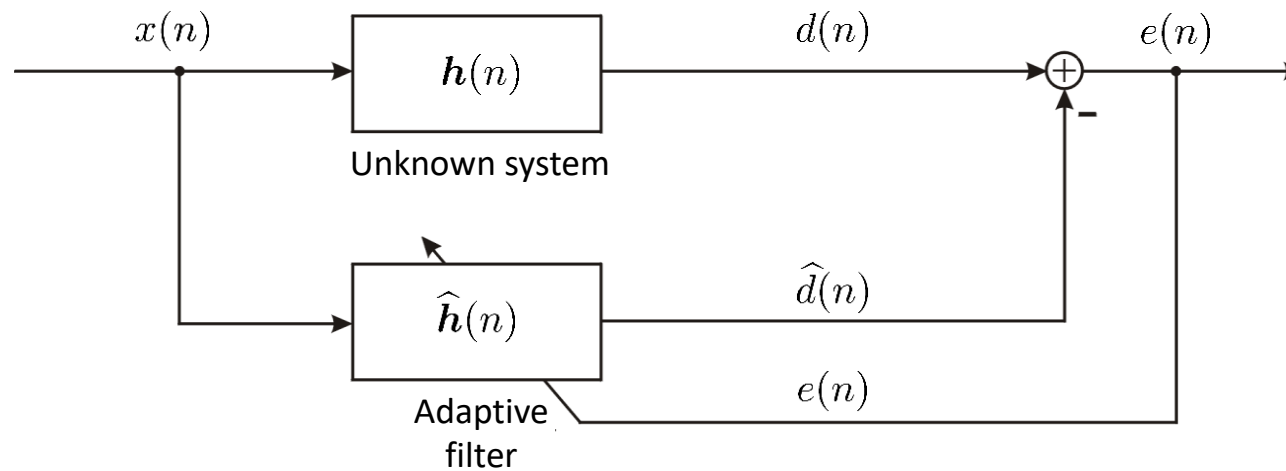 x(n)
d(n)
e(n)
h(n)
+
-
Unknown system
ĥ(n)
d̂(n)
e(n)
Adaptive
filter